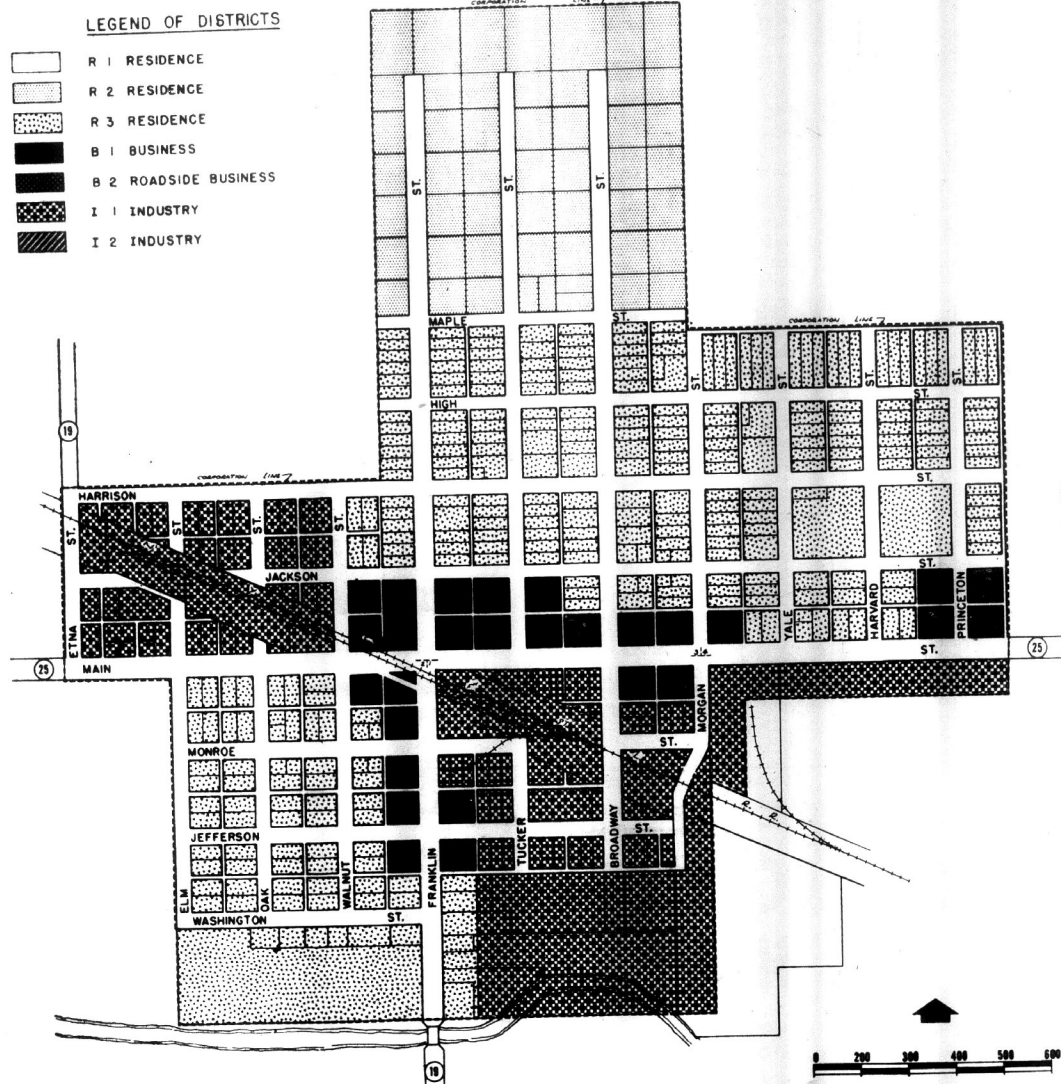 CORPORATION LINE
LEGEND OF DISTRICTS
R 1 RESIDENCE
R 2 RESIDENCE
R 3 RESIDENCE
B 1 BUSINESS
B 2 ROADSIDE BUSINESS
I 1 INDUSTRY
I 2 INDUSTRY
ST.
ST.
ST.
MAPLE ST.
CORPORATION LINE
ST.
ST.
ST.
ST.
HIGH ST.
19
CORPORATION LINE
ST.
HARRISON
ST.
ST
ST.
ST.
JACKSON ST.
ETNA
YALE
HARVARD
PRINCETON
25
MAIN ST.
25
MORGAN
MONROE ST.
R. R.
JEFFERSON ST.
TUCKER
BROADWAY
ELM
OAK
WALNUT
FRANKLIN
WASHINGTON ST.
19
0 200 300 400 500 600